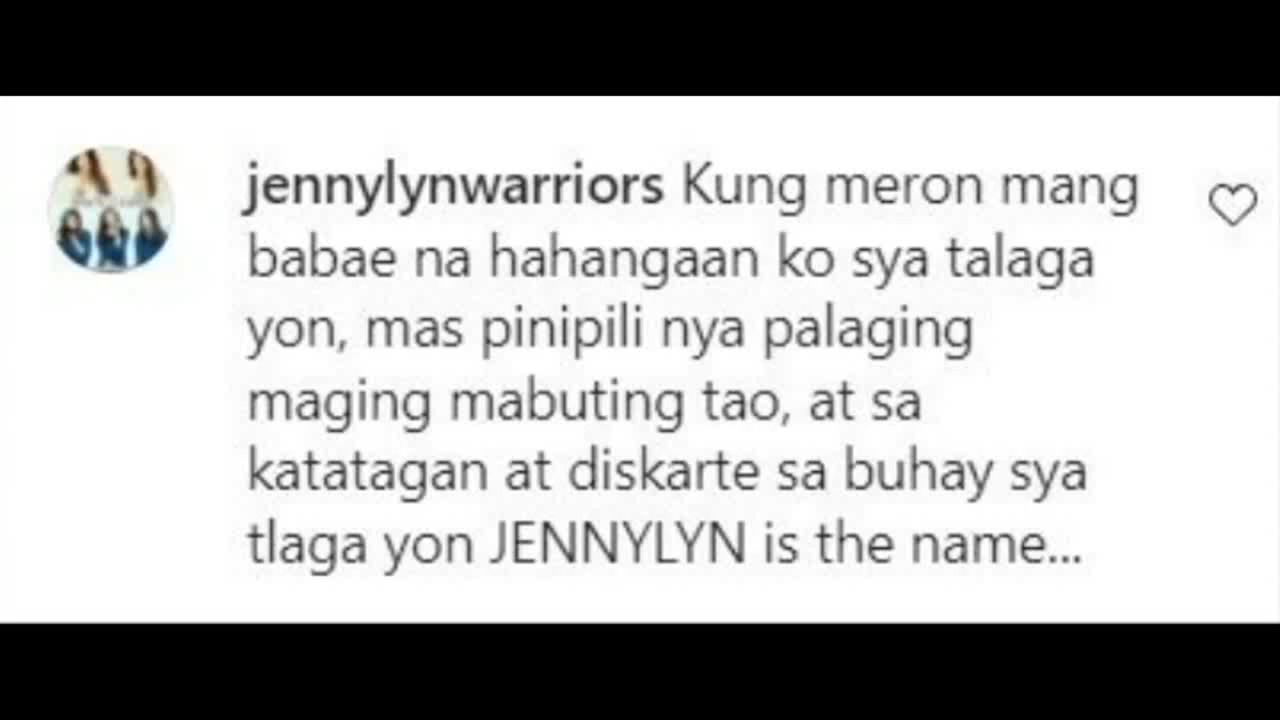 jennylynwarriors Kung meron mang
babae na hahangaan ko sya talaga
yon, mas pinipili nya palaging
maging mabuting tao, at sa
katatagan at diskarte sa buhay sya
tlaga yon JENNYLYN is the name...